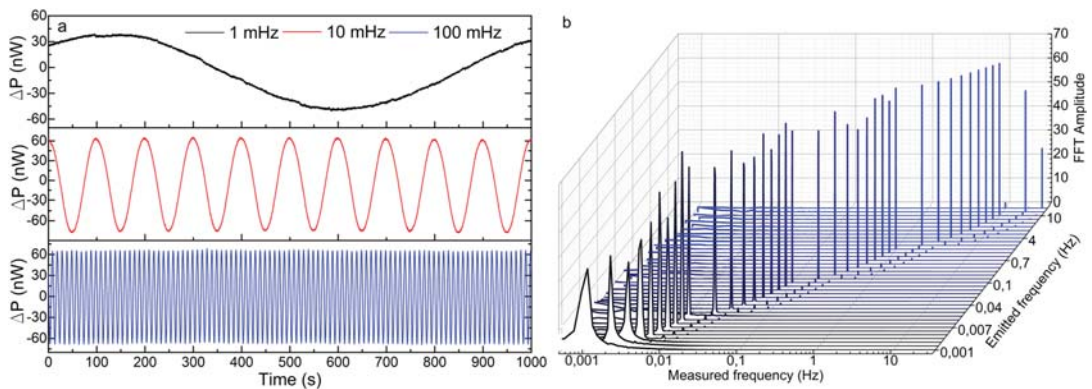 a
1 mHz 10 mHz 100 mHz
60
30
0
-30
-60
ΔP (nW)
60
30
0
-30
-60
ΔP (nW)
60
30
0
-30
-60
ΔP (nW)
0 100 200 300 400 500 600 700 800 900 1000
Time (s)
b
70
60
50
40
30
20
10
0
FFT Amplitude
10
4
0,7
0,1
0,04
0,007
0,001
Emitted frequency (Hz)
0,001 0,01 0,1 1 10
Measured frequency (Hz)